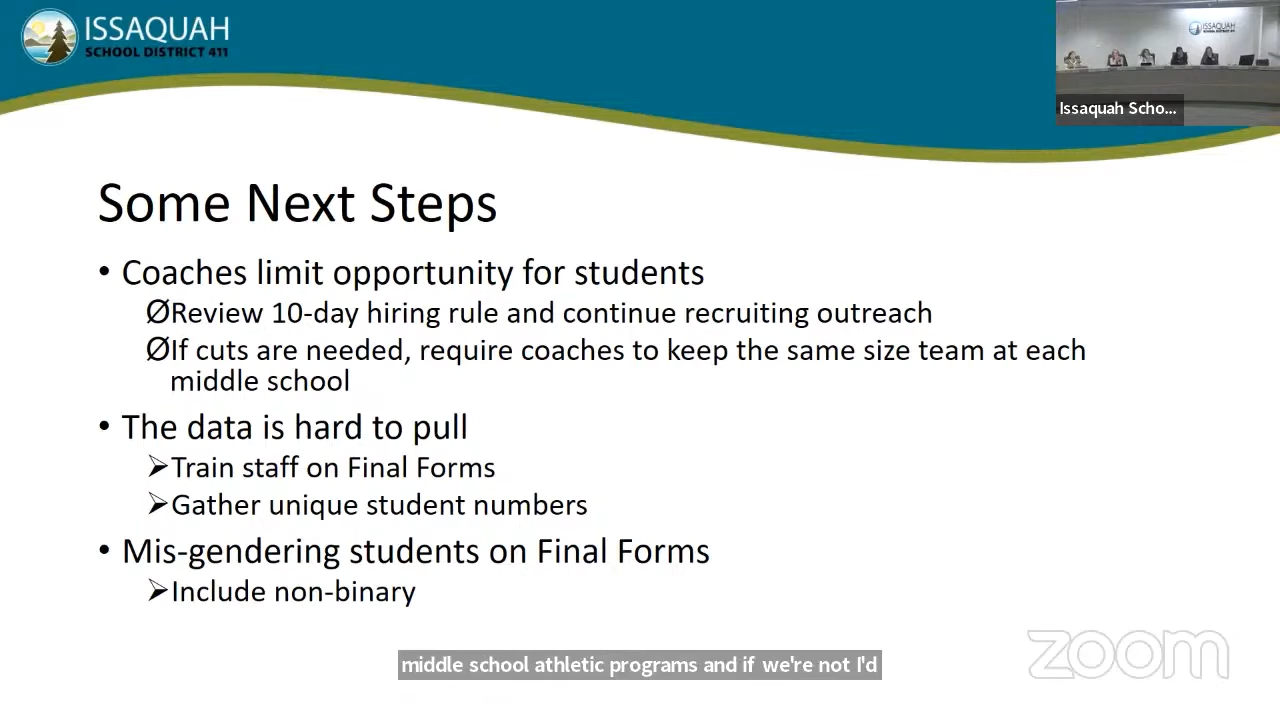 ISSAQUAH
SCHOOL DISTRICT 411
ISSAQUAH
Issaquah Scho...
Some Next Steps
• Coaches limit opportunity for students
ØReview 10-day hiring rule and continue recruiting outreach
ØIf cuts are needed, require coaches to keep the same size team at each
middle school
• The data is hard to pull
➢Train staff on Final Forms
➢Gather unique student numbers
• Mis-gendering students on Final Forms
➢Include non-binary
middle school athletic programs and if we're not I'd
zoom